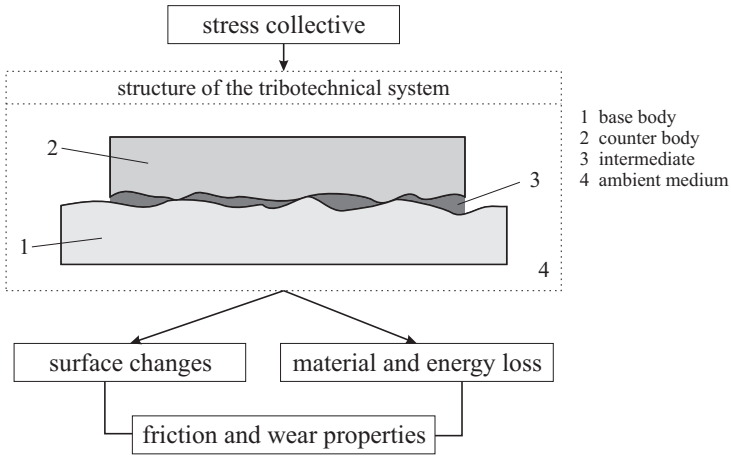 stress collective
structure of the tribotechnical system
1 base body
2 counter body
3 intermediate
4 ambient medium
2
3
1
4
surface changes
material and energy loss
friction and wear properties